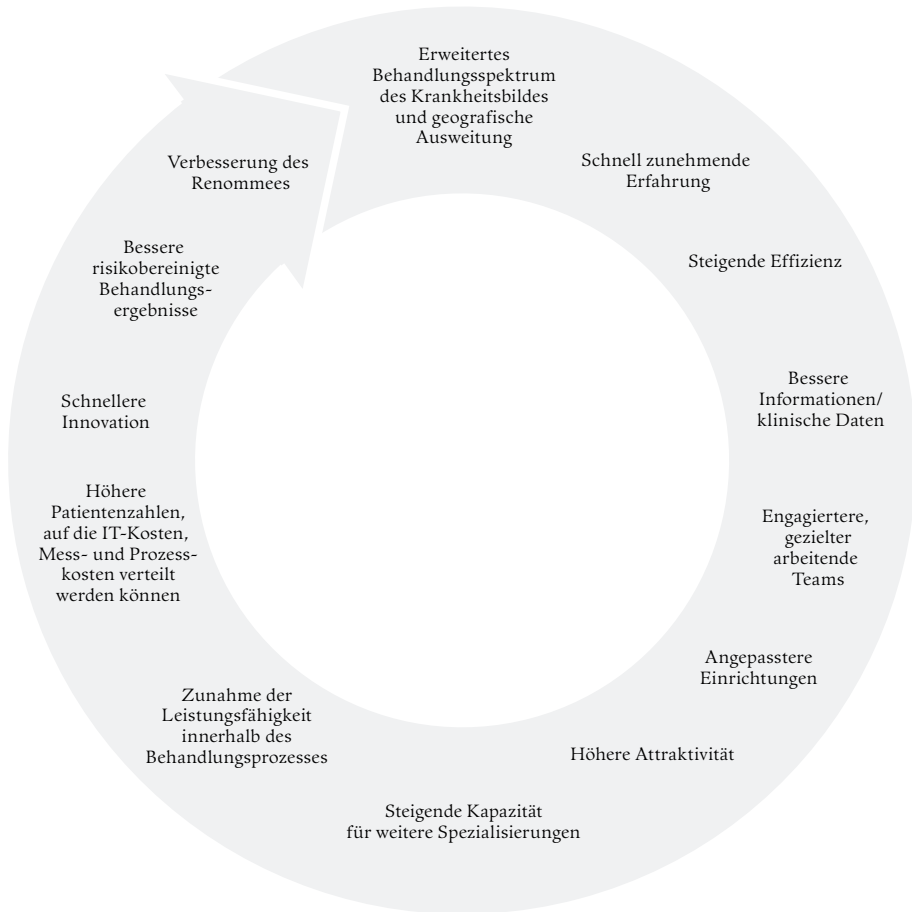 Erweitertes
Behandlungsspektrum
des Krankheitsbildes
und geografische
Ausweitung
Schnell zunehmende
Erfahrung
Steigende Effizienz
Bessere
Informationen/
klinische Daten
Engagiertere,
gezielter
arbeitende
Teams
Angepasstere
Einrichtungen
Höhere Attraktivität
Steigende Kapazität
für weitere Spezialisierungen
Zunahme der
Leistungsfähigkeit
innerhalb des
Behandlungsprozesses
Höhere
Patientenzahlen,
auf die IT-Kosten,
Mess- und Prozess-
kosten verteilt
werden können
Schnellere
Innovation
Bessere
risikobereinigte
Behandlungs-
ergebnisse
Verbesserung des
Renommees